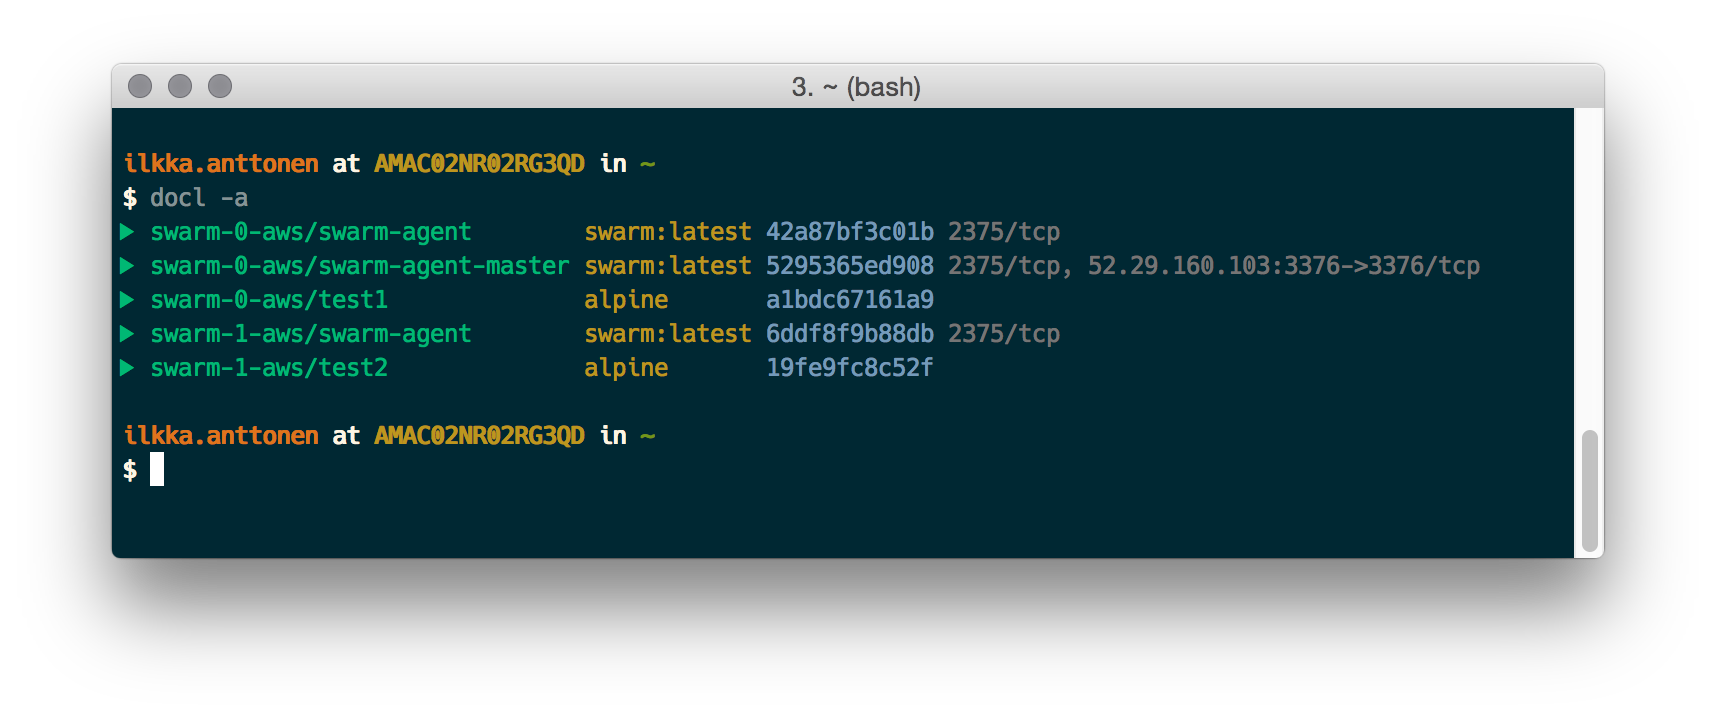 3. ~ (bash)
ilkka.anttonen at AMAC02NR02RG3QD in ~
$ docl -a
▶ swarm-0-aws/swarm-agent swarm:latest 42a87bf3c01b 2375/tcp
▶ swarm-0-aws/swarm-agent-master swarm:latest 5295365ed908 2375/tcp, 52.29.160.103:3376->3376/tcp
▶ swarm-0-aws/test1 alpine a1bdc67161a9
▶ swarm-1-aws/swarm-agent swarm:latest 6ddf8f9b88db 2375/tcp
▶ swarm-1-aws/test2 alpine 19fe9fc8c52f
ilkka.anttonen at AMAC02NR02RG3QD in ~
$